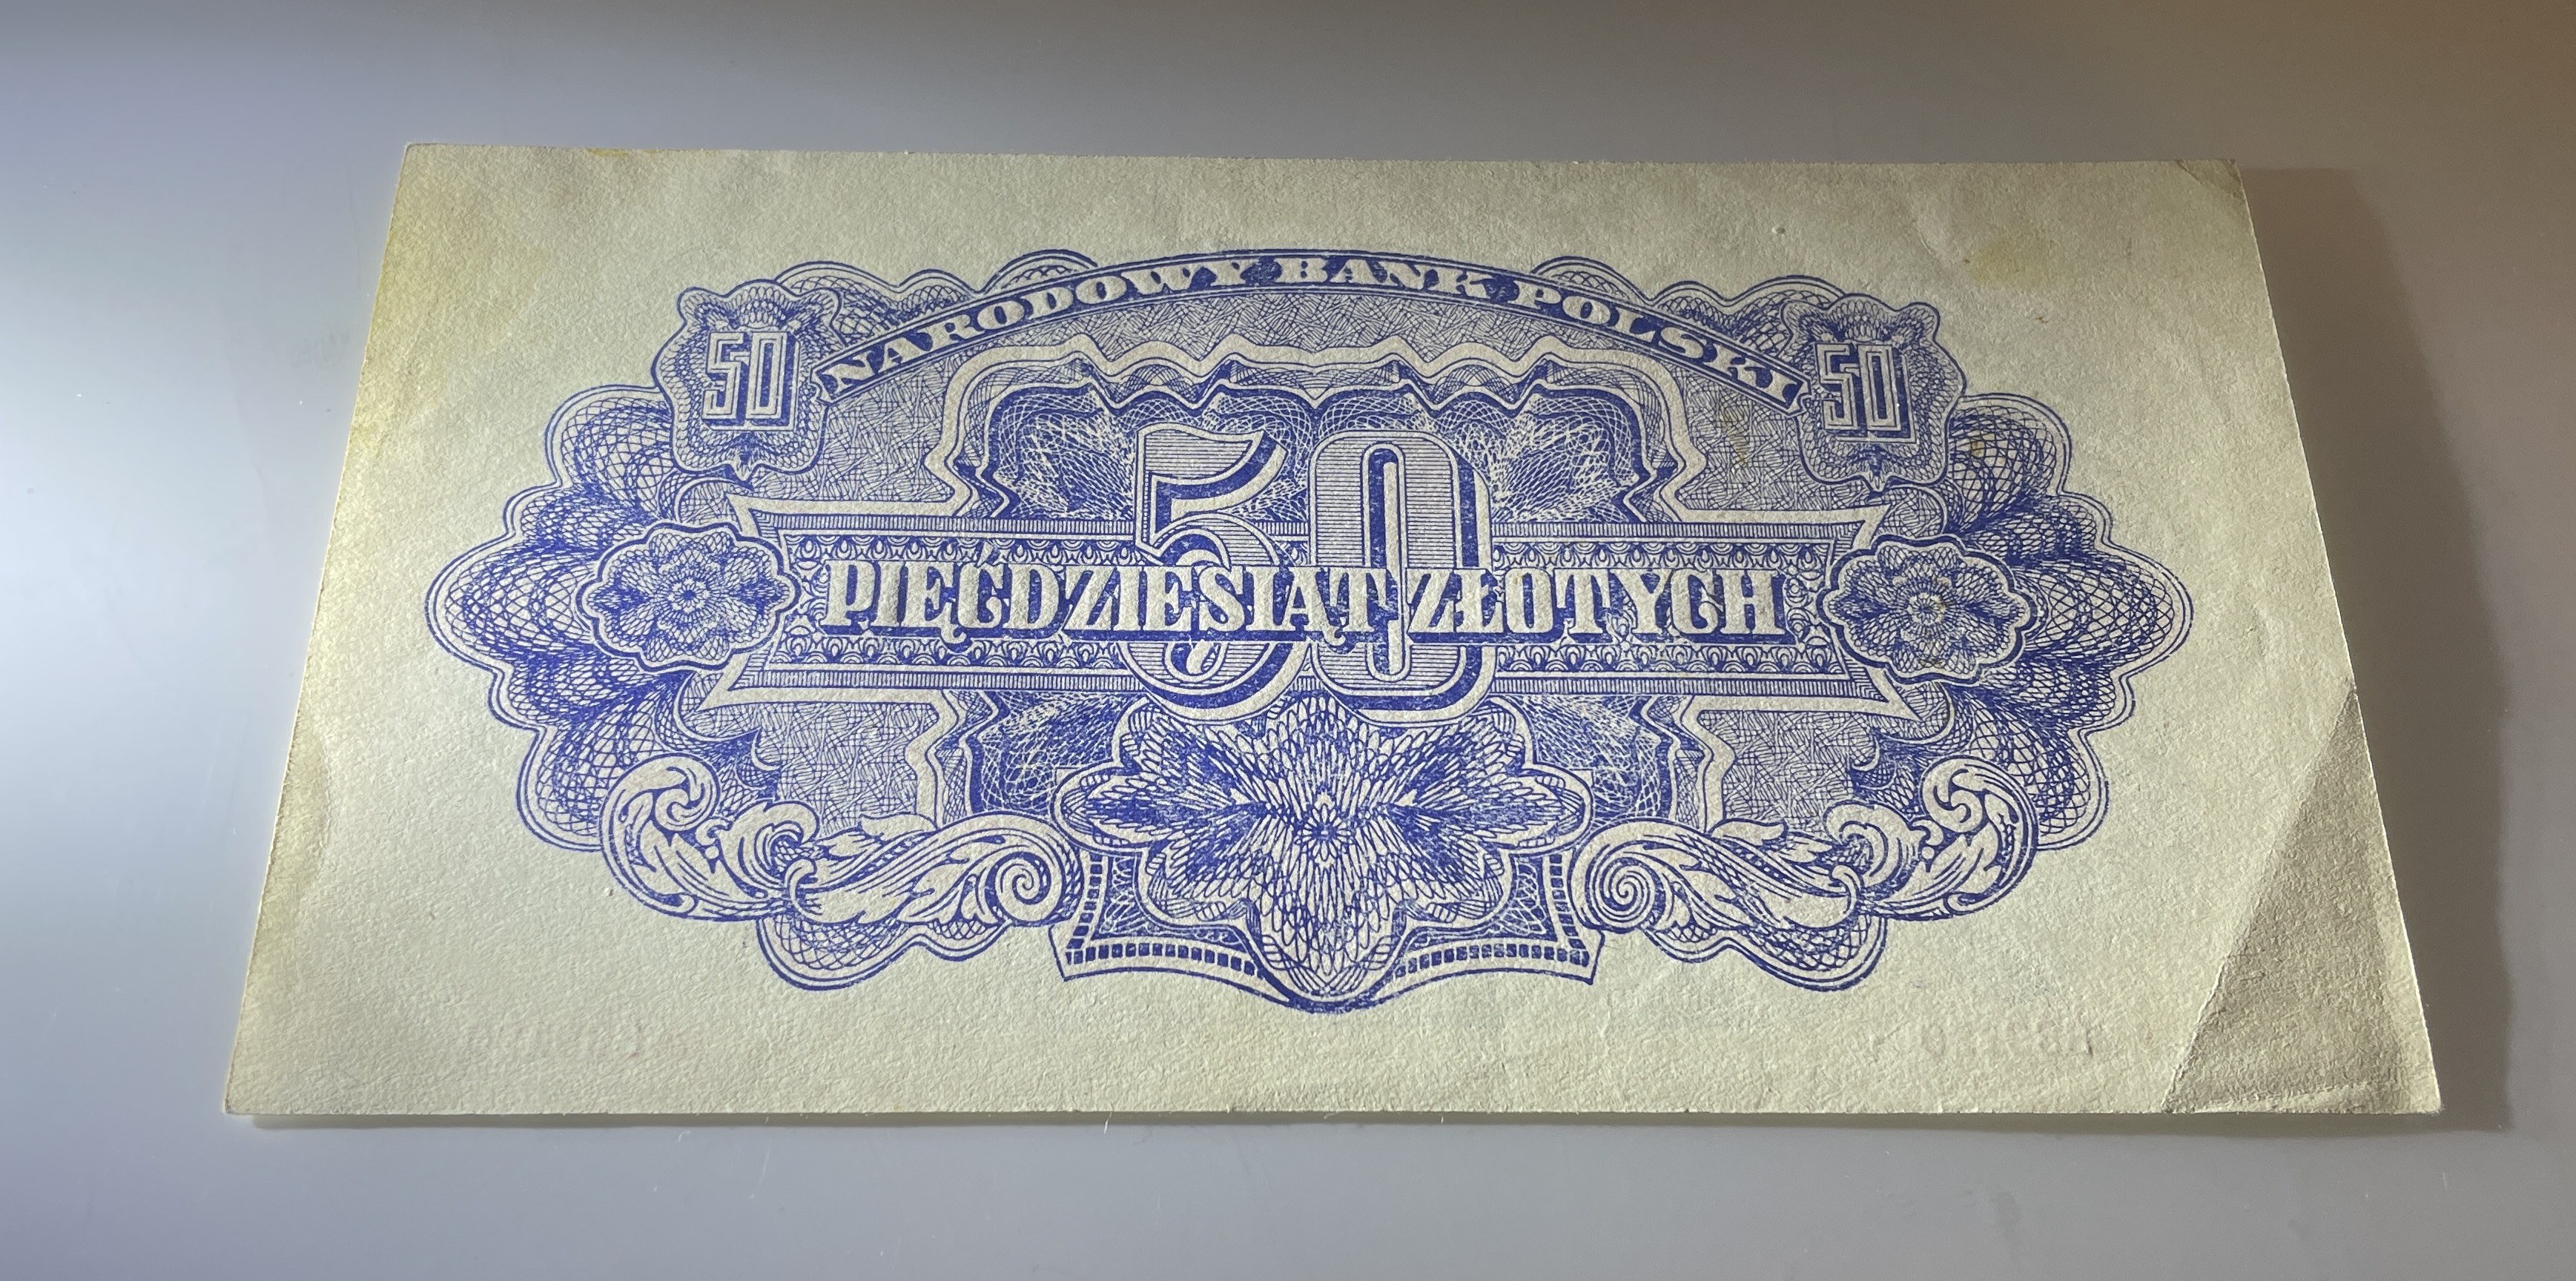 NARODOWY BANK POLSKI
50 50
50
PIĘĆDZIESIĄT ZŁOTYCH